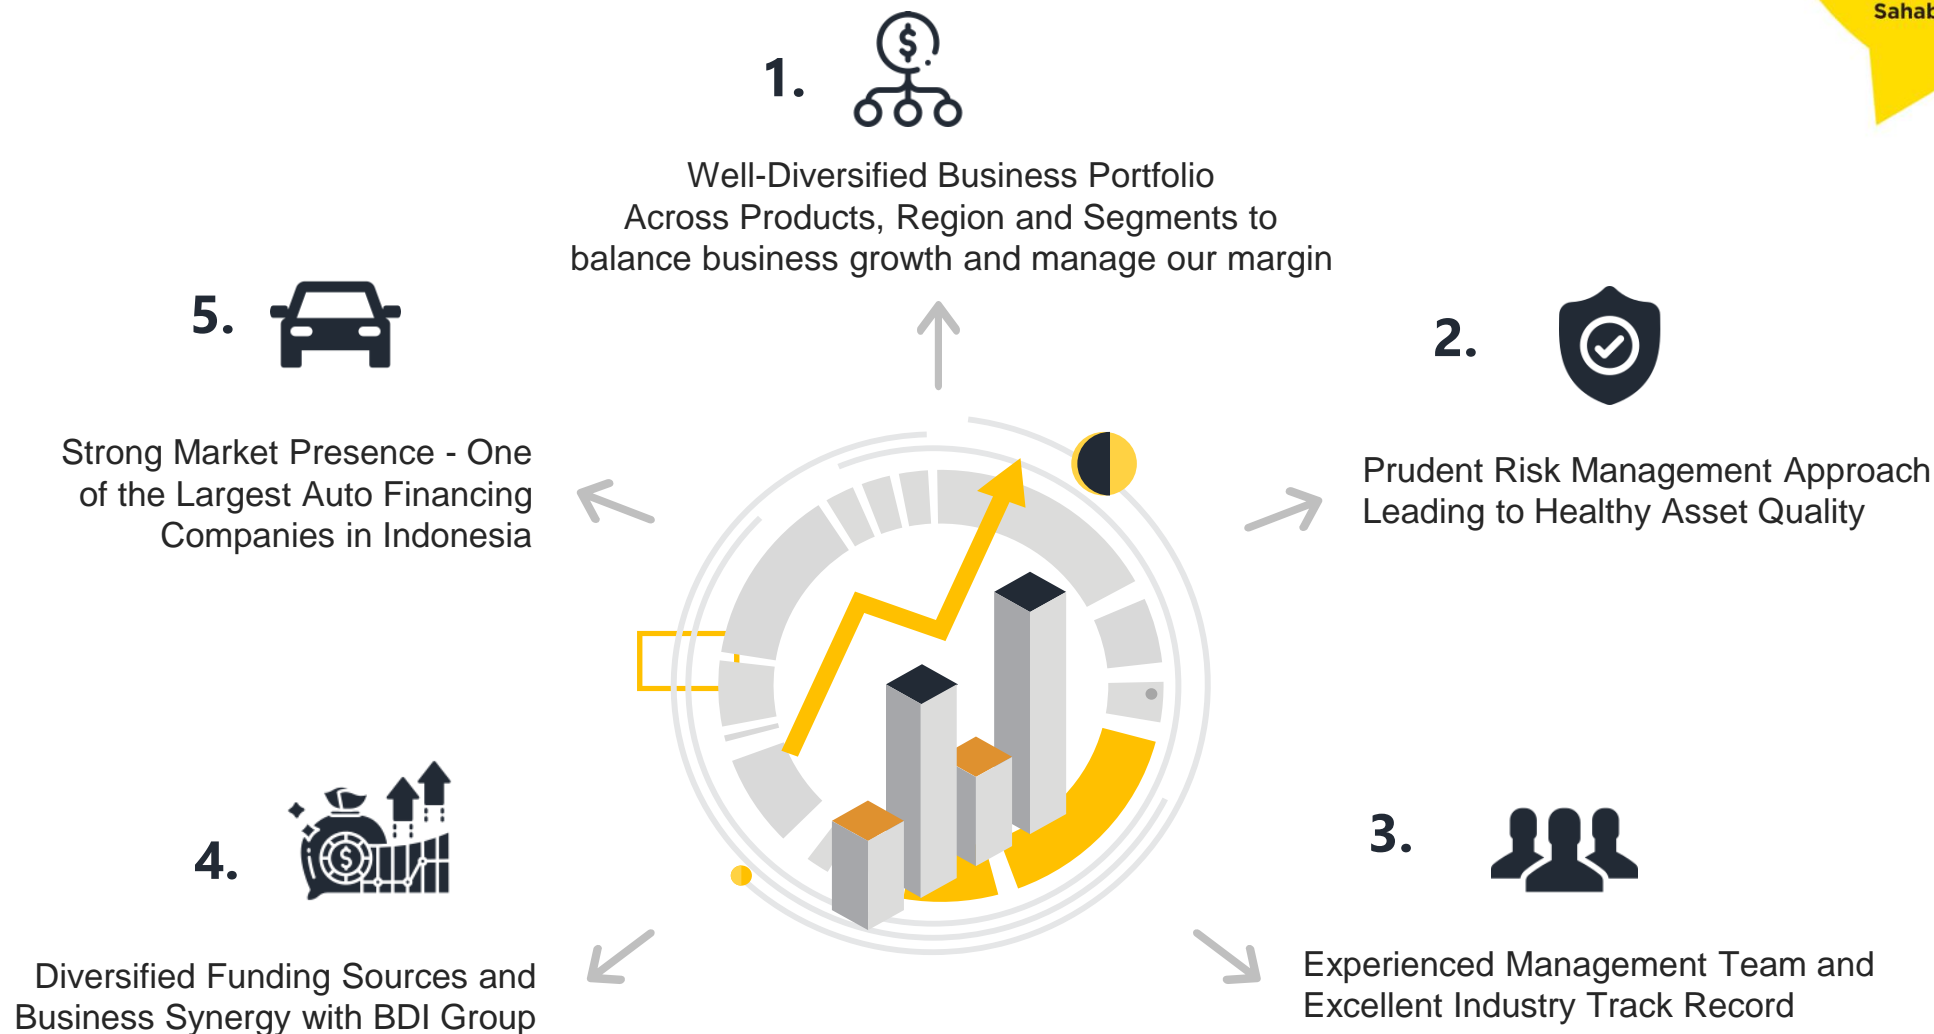 1.
Well-Diversified Business Portfolio
Across Products, Region and Segments to
balance business growth and manage our margin
2.
Prudent Risk Management Approach
Leading to Healthy Asset Quality
3.
Experienced Management Team and
Excellent Industry Track Record
4.
Diversified Funding Sources and
Business Synergy with BDI Group
5.
Strong Market Presence - One
of the Largest Auto Financing
Companies in Indonesia